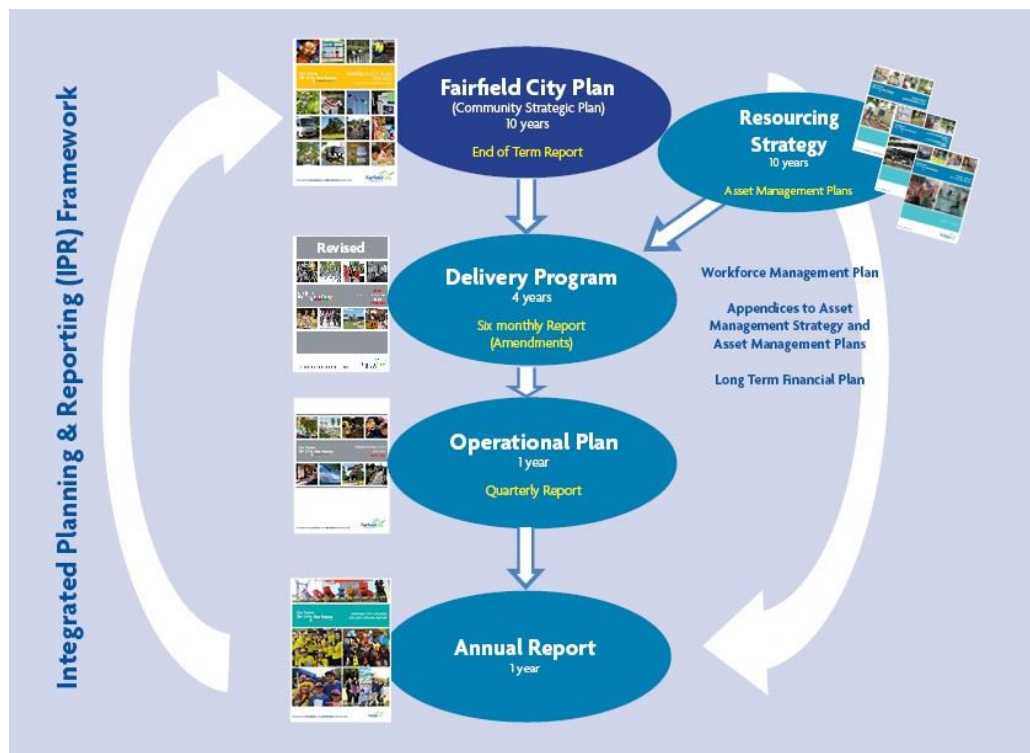 Integrated Planning & Reporting (IPR) Framework
Fairfield City Plan
(Community Strategic Plan)
10 years
End of Term Report
Resourcing
Strategy
10 years
Asset Management Plans
Revised
Delivery Program
4 years
Six monthly Report
(Amendments)
Workforce Management Plan
Appendices to Asset
Management Strategy and
Asset Management Plans
Long Term Financial Plan
Operational Plan
1 year
Quarterly Report
Annual Report
1 year